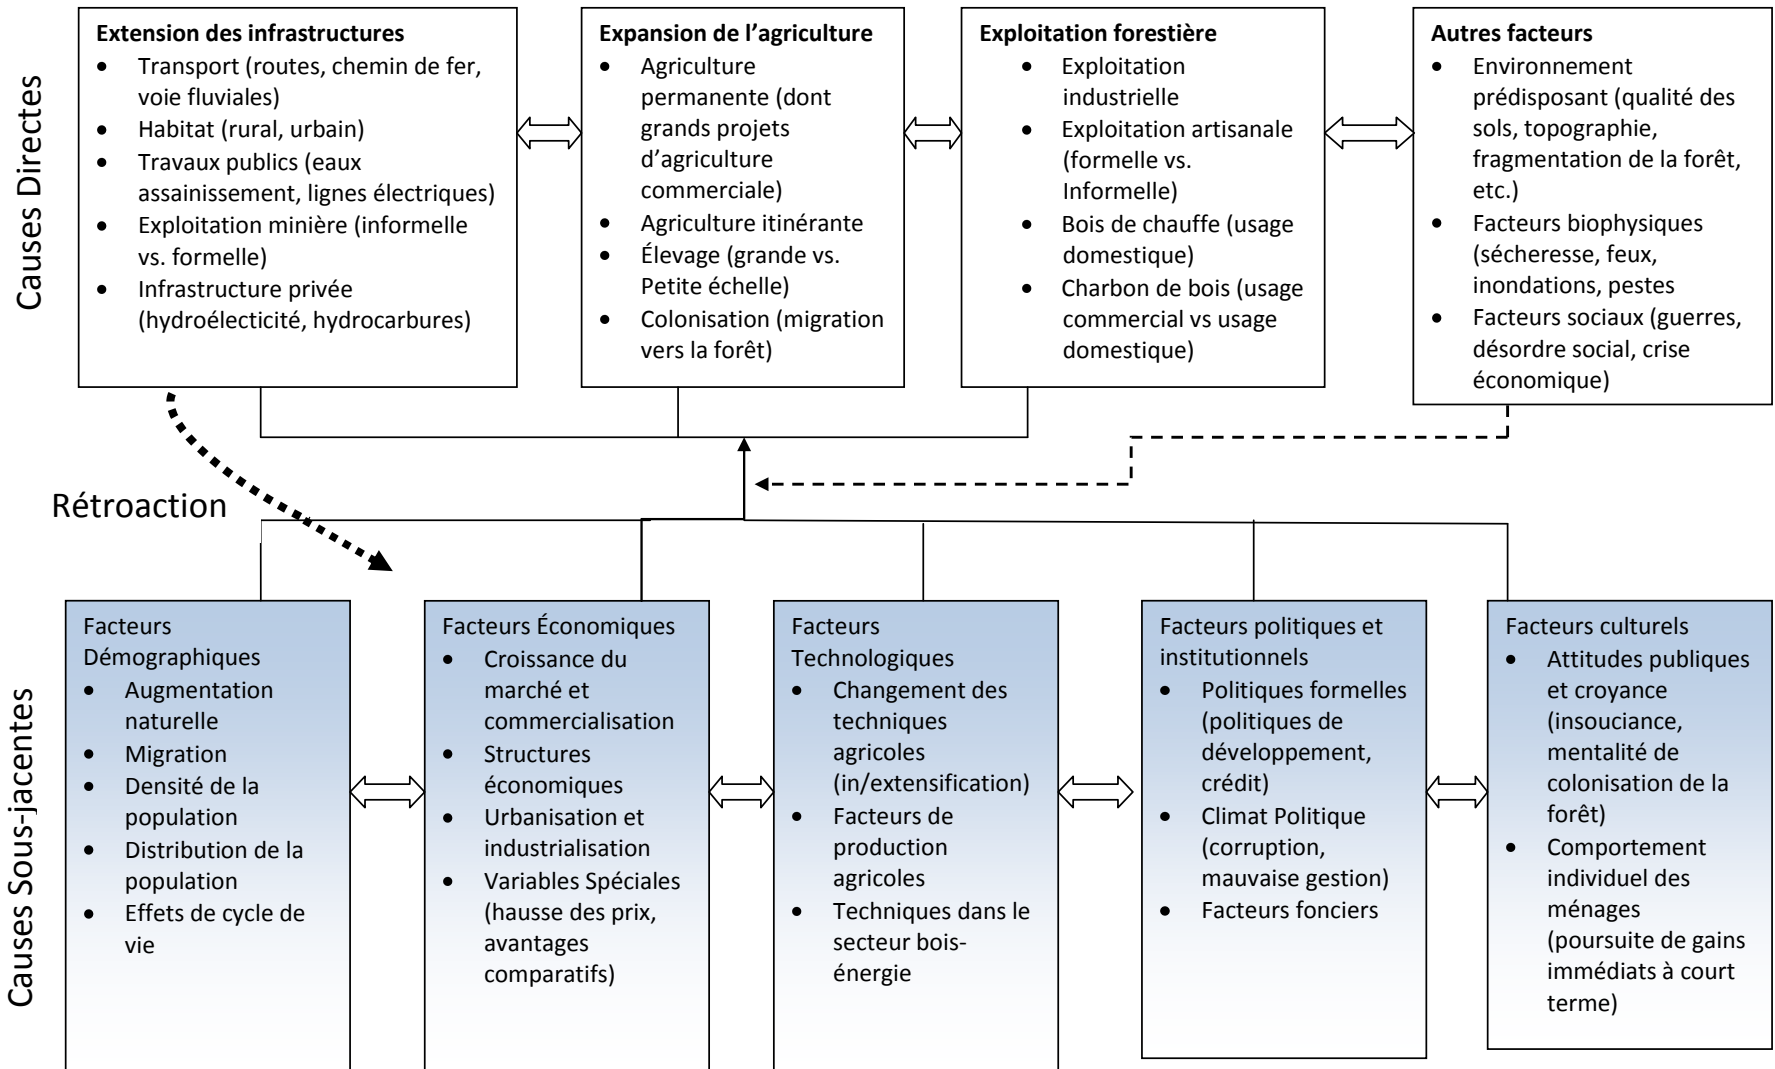 Causes Directes
Extension des infrastructures
• Transport (routes, chemin de fer,
voie fluviales)
• Habitat (rural, urbain)
• Travaux publics (eaux
assainissement, lignes électriques)
• Exploitation minière (informelle
vs. formelle)
• Infrastructure privée
(hydroélecticité, hydrocarbures)
Expansion de l’agriculture
• Agriculture
permanente (dont
grands projets
d’agriculture
commerciale)
• Agriculture itinérante
• Élevage (grande vs.
Petite échelle)
• Colonisation (migration
vers la forêt)
Exploitation forestière
• Exploitation
industrielle
• Exploitation artisanale
(formelle vs.
Informelle)
• Bois de chauffe (usage
domestique)
• Charbon de bois (usage
commercial vs usage
domestique)
Autres facteurs
• Environnement
prédisposant (qualité des
sols, topographie,
fragmentation de la forêt,
etc.)
• Facteurs biophysiques
(sécheresse, feux,
inondations, pestes
• Facteurs sociaux (guerres,
désordre social, crise
économique)
Rétroaction
Causes Sous-jacentes
Facteurs
Démographiques
• Augmentation
naturelle
• Migration
• Densité de la
population
• Distribution de la
population
• Effets de cycle de
vie
Facteurs Économiques
• Croissance du
marché et
commercialisation
• Structures
économiques
• Urbanisation et
industrialisation
• Variables Spéciales
(hausse des prix,
avantages
comparatifs)
Facteurs
Technologiques
• Changement des
techniques
agricoles
(in/extensification)
• Facteurs de
production
agricoles
• Techniques dans le
secteur bois-
énergie
Facteurs politiques et
institutionnels
• Politiques formelles
(politiques de
développement,
crédit)
• Climat Politique
(corruption,
mauvaise gestion)
• Facteurs fonciers
Facteurs culturels
• Attitudes publiques
et croyance
(insouciance,
mentalité de
colonisation de la
forêt)
• Comportement
individuel des
ménages
(poursuite de gains
immédiats à court
terme)